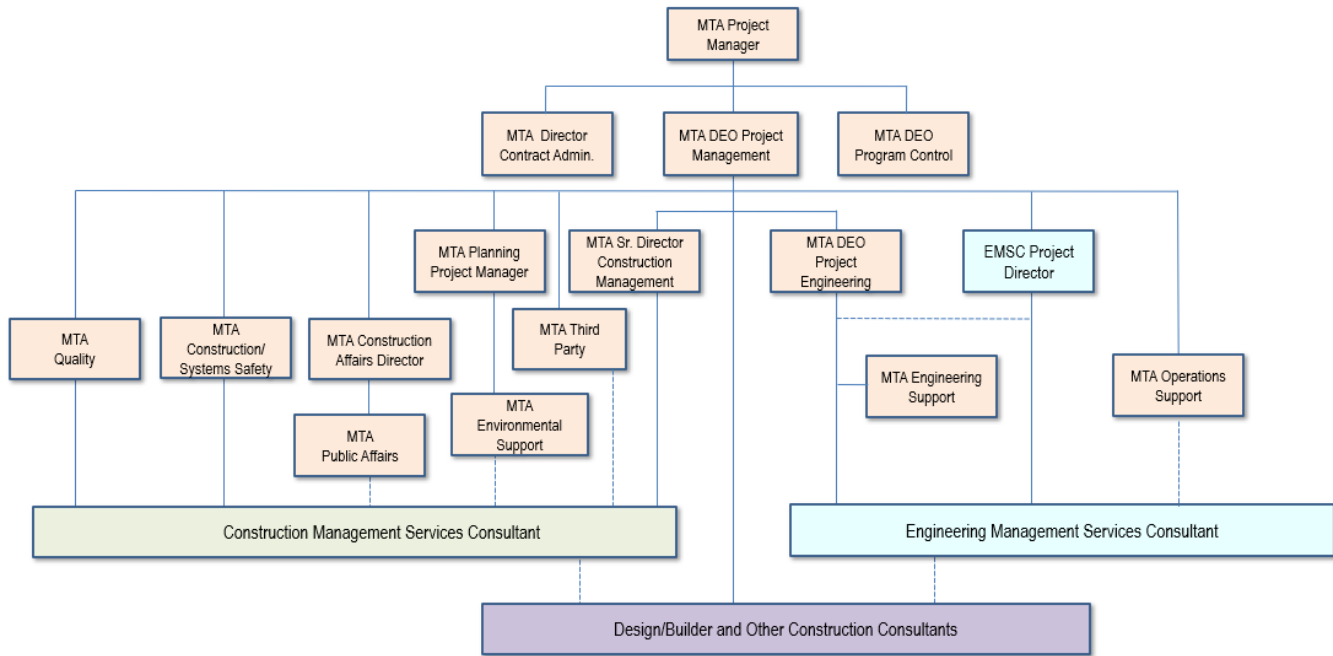 MTA Project
Manager
MTA Director
Contract Admin.
MTA DEO Project
Management
MTA DEO
Program Control
MTA Planning
Project Manager
MTA Sr. Director
Construction
Management
MTA DEO
Project
Engineering
EMSC Project
Director
MTA
Quality
MTA
Construction/
Systems Safety
MTA Construction
Affairs Director
MTA Third
Party
MTA Engineering
Support
MTA Operations
Support
MTA
Public Affairs
MTA
Environmental
Support
Construction Management Services Consultant
Engineering Management Services Consultant
Design/Builder and Other Construction Consultants